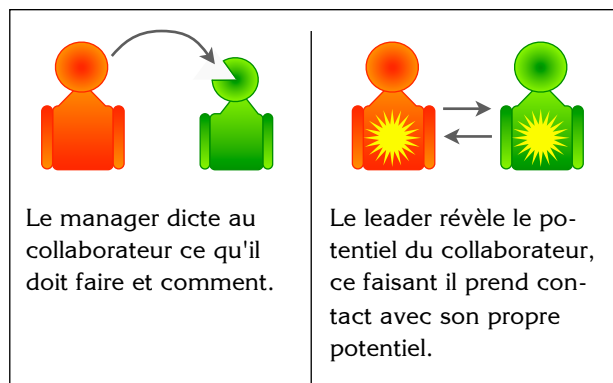 Le manager dicte au
collaborateur ce qu'il
doit faire et comment.
Le leader révèle le po-
tentiel du collaborateur,
ce faisant il prend con-
tact avec son propre
potentiel.